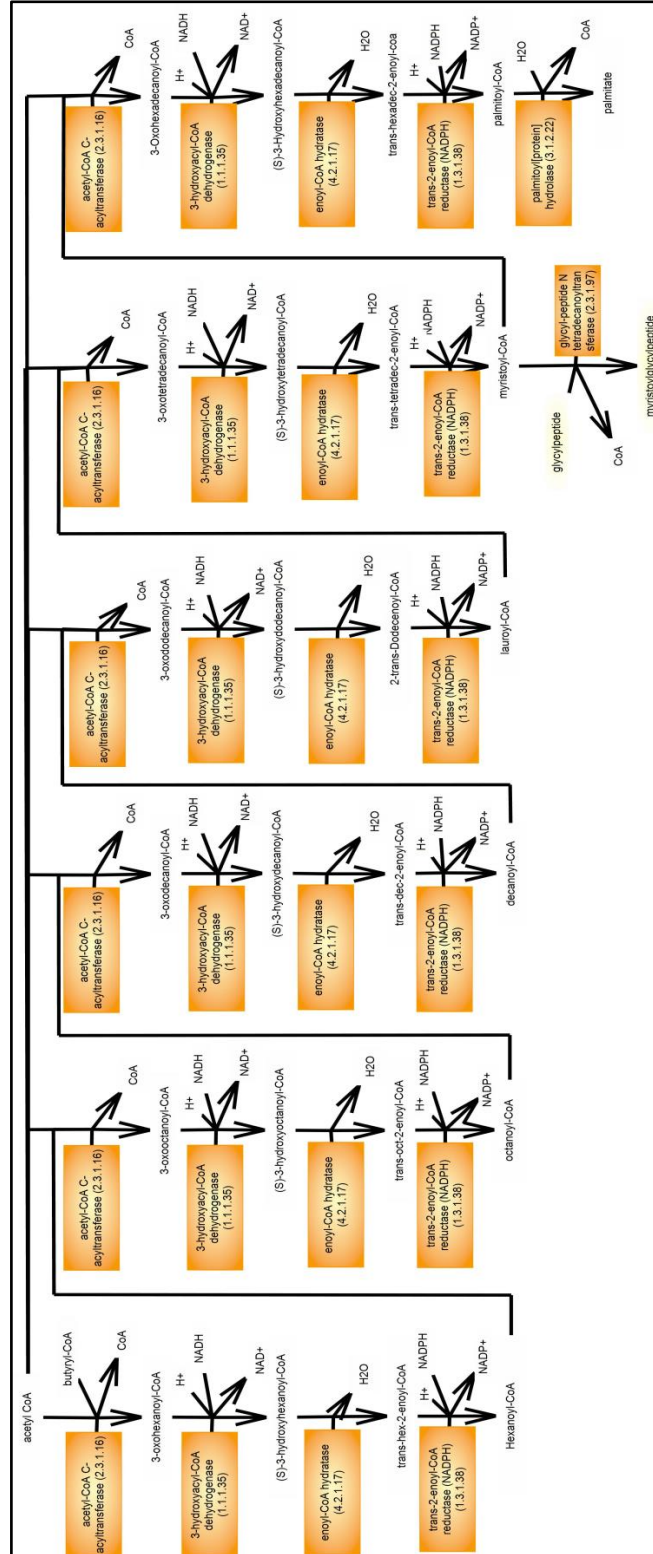 acetyl CoA
butyryl-CoA
acetyl-CoA C-
acyltransferase (2.3.1.16)
CoA
3-oxohexanoyl-CoA
H+
NADH
3-hydroxyacyl-CoA
dehydrogenase
(1.1.1.35)
NAD+
(S)-3-hydroxyhexanoyl-CoA
enoyl-CoA hydratase
(4.2.1.17)
H2O
trans-hex-2-enoyl-CoA
H+
NADPH
trans-2-enoyl-CoA
reductase (NADPH)
(1.3.1.38)
NADP+
Hexanoyl-CoA
acetyl-CoA C-
acyltransferase (2.3.1.16)
CoA
3-oxooctanoyl-CoA
H+
NADH
3-hydroxyacyl-CoA
dehydrogenase
(1.1.1.35)
NAD+
(S)-3-hydroxyoctanoyl-CoA
enoyl-CoA hydratase
(4.2.1.17)
H2O
trans-oct-2-enoyl-CoA
H+
NADPH
trans-2-enoyl-CoA
reductase (NADPH)
(1.3.1.38)
NADP+
octanoyl-CoA
acetyl-CoA C-
acyltransferase (2.3.1.16)
CoA
3-oxodecanoyl-CoA
H+
NADH
3-hydroxyacyl-CoA
dehydrogenase
(1.1.1.35)
NAD+
(S)-3-hydroxydecanoyl-CoA
enoyl-CoA hydratase
(4.2.1.17)
H2O
trans-dec-2-enoyl-CoA
H+
NADPH
trans-2-enoyl-CoA
reductase (NADPH)
(1.3.1.38)
NADP+
decanoyl-CoA
acetyl-CoA C-
acyltransferase (2.3.1.16)
CoA
3-oxododecanoyl-CoA
H+
NADH
3-hydroxyacyl-CoA
dehydrogenase
(1.1.1.35)
NAD+
(S)-3-hydroxydodecanoyl-CoA
enoyl-CoA hydratase
(4.2.1.17)
H2O
2-trans-Dodecenoyl-CoA
H+
NADPH
trans-2-enoyl-CoA
reductase (NADPH)
(1.3.1.38)
NADP+
lauroyl-CoA
acetyl-CoA C-
acyltransferase (2.3.1.16)
CoA
3-oxotetradecanoyl-CoA
H+
NADH
3-hydroxyacyl-CoA
dehydrogenase
(1.1.1.35)
NAD+
(S)-3-hydroxytetradecanoyl-CoA
enoyl-CoA hydratase
(4.2.1.17)
H2O
trans-tetradec-2-enoyl-CoA
H+
NADPH
trans-2-enoyl-CoA
reductase (NADPH)
(1.3.1.38)
NADP+
myristoyl-CoA
glycylpeptide
glycyl-peptide N
tetradecanoyltran
sferase (2.3.1.97)
CoA
myristoylglycylpeptide
acetyl-CoA C-
acyltransferase (2.3.1.16)
CoA
3-Oxohexadecanoyl-CoA
H+
NADH
3-hydroxyacyl-CoA
dehydrogenase
(1.1.1.35)
NAD+
(S)-3-Hydroxyhexadecanoyl-CoA
enoyl-CoA hydratase
(4.2.1.17)
H2O
trans-hexadec-2-enoyl-coa
H+
NADPH
trans-2-enoyl-CoA
reductase (NADPH)
(1.3.1.38)
NADP+
palmitoyl-CoA
H2O
palmitoyl[protein]
hydrolase (3.1.2.22)
CoA
palmitate